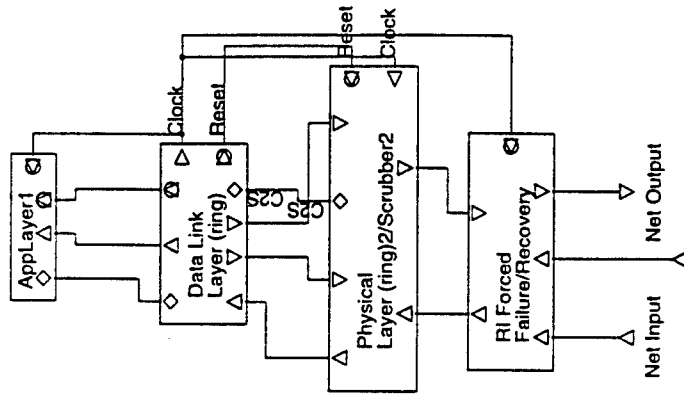 AppLayer1
Clock
Reset
Data Link
Layer (ring)
C2S
C2S
Reset
Clock
Physical
Layer (ring)2/Scrubber2
RI Forced
Failure/Recovery
Net Input
Net Output